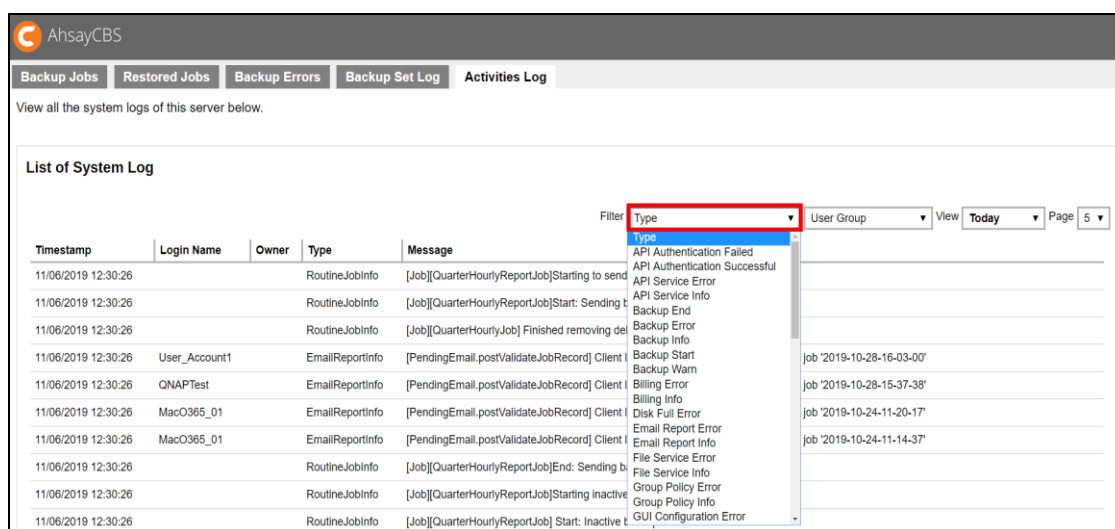 AhsayCBS
Backup Jobs Restored Jobs Backup Errors Backup Set Log Activities Log
View all the system logs of this server below.
List of System Log
Filter Type User Group View Today Page 5
Type
API Authentication Failed
API Authentication Successful
API Service Error
API Service Info
Backup End
Backup Error
Backup Info
Backup Start
Backup Warn
Billing Error
Billing Info
Disk Full Error
Email Report Error
Email Report Info
File Service Error
File Service Info
Group Policy Error
Group Policy Info
GUI Configuration Error
Timestamp Login Name Owner Type Message
11/06/2019 12:30:26 RoutineJobInfo [Job][QuarterHourlyReportJob]Starting to send
11/06/2019 12:30:26 RoutineJobInfo [Job][QuarterHourlyReportJob]Start: Sending
11/06/2019 12:30:26 RoutineJobInfo [Job][QuarterHourlyJob] Finished removing
11/06/2019 12:30:26 User_Account1 EmailReportInfo [PendingEmail.postValidateJobRecord] Client job '2019-10-28-16-03-00'
11/06/2019 12:30:26 QNAPTest EmailReportInfo [PendingEmail.postValidateJobRecord] Client job '2019-10-28-15-37-38'
11/06/2019 12:30:26 MacO365_01 EmailReportInfo [PendingEmail.postValidateJobRecord] Client job '2019-10-24-11-20-17'
11/06/2019 12:30:26 MacO365_01 EmailReportInfo [PendingEmail.postValidateJobRecord] Client job '2019-10-24-11-14-37'
11/06/2019 12:30:26 RoutineJobInfo [Job][QuarterHourlyReportJob]End: Sending
11/06/2019 12:30:26 RoutineJobInfo [Job][QuarterHourlyReportJob]Starting inactive
11/06/2019 12:30:26 RoutineJobInfo [Job][QuarterHourlyReportJob] Start: Inactive